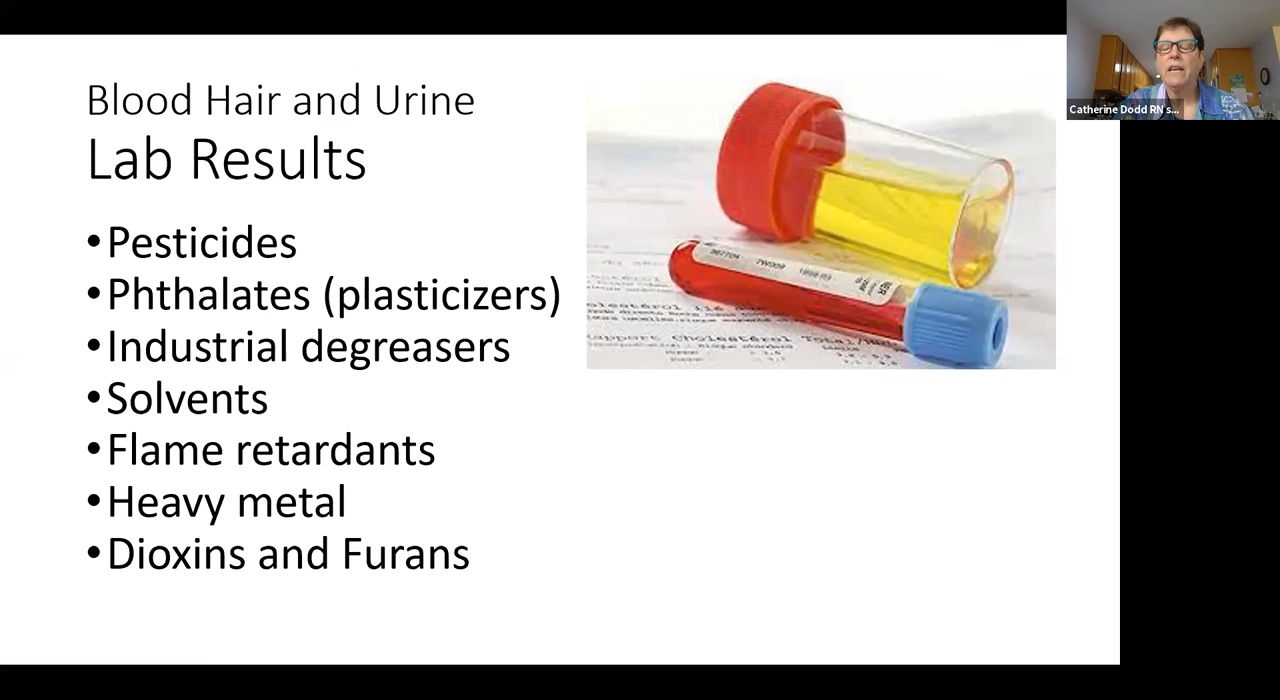 Blood Hair and Urine
Lab Results
•Pesticides
•Phthalates (plasticizers)
•Industrial degreasers
•Solvents
•Flame retardants
•Heavy metal
•Dioxins and Furans
Catherine Dodd RN s...